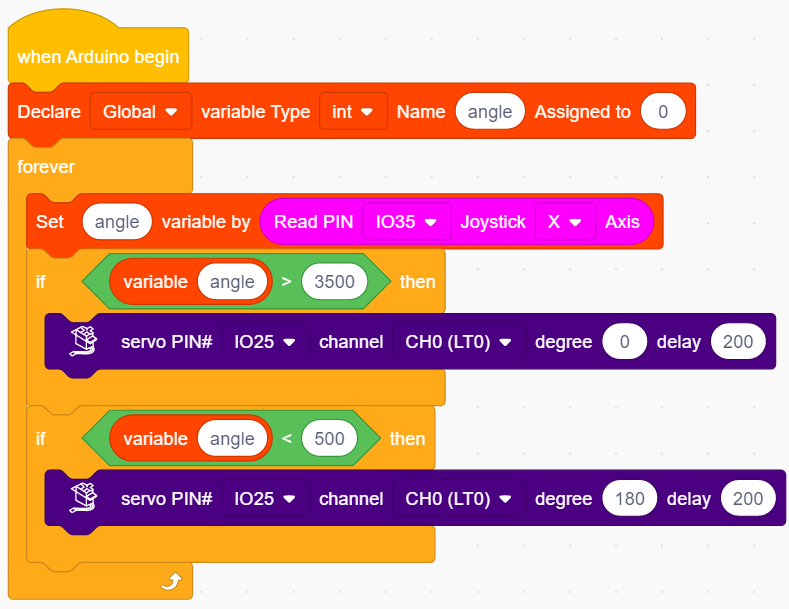 when Arduino begin
Declare Global variable Type int Name angle Assigned to 0
forever
Set angle variable by Read PIN IO35 Joystick X Axis
if variable angle > 3500 then
servo PIN# IO25 channel CH0 (LT0) degree 0 delay 200
if variable angle < 500 then
servo PIN# IO25 channel CH0 (LT0) degree 180 delay 200